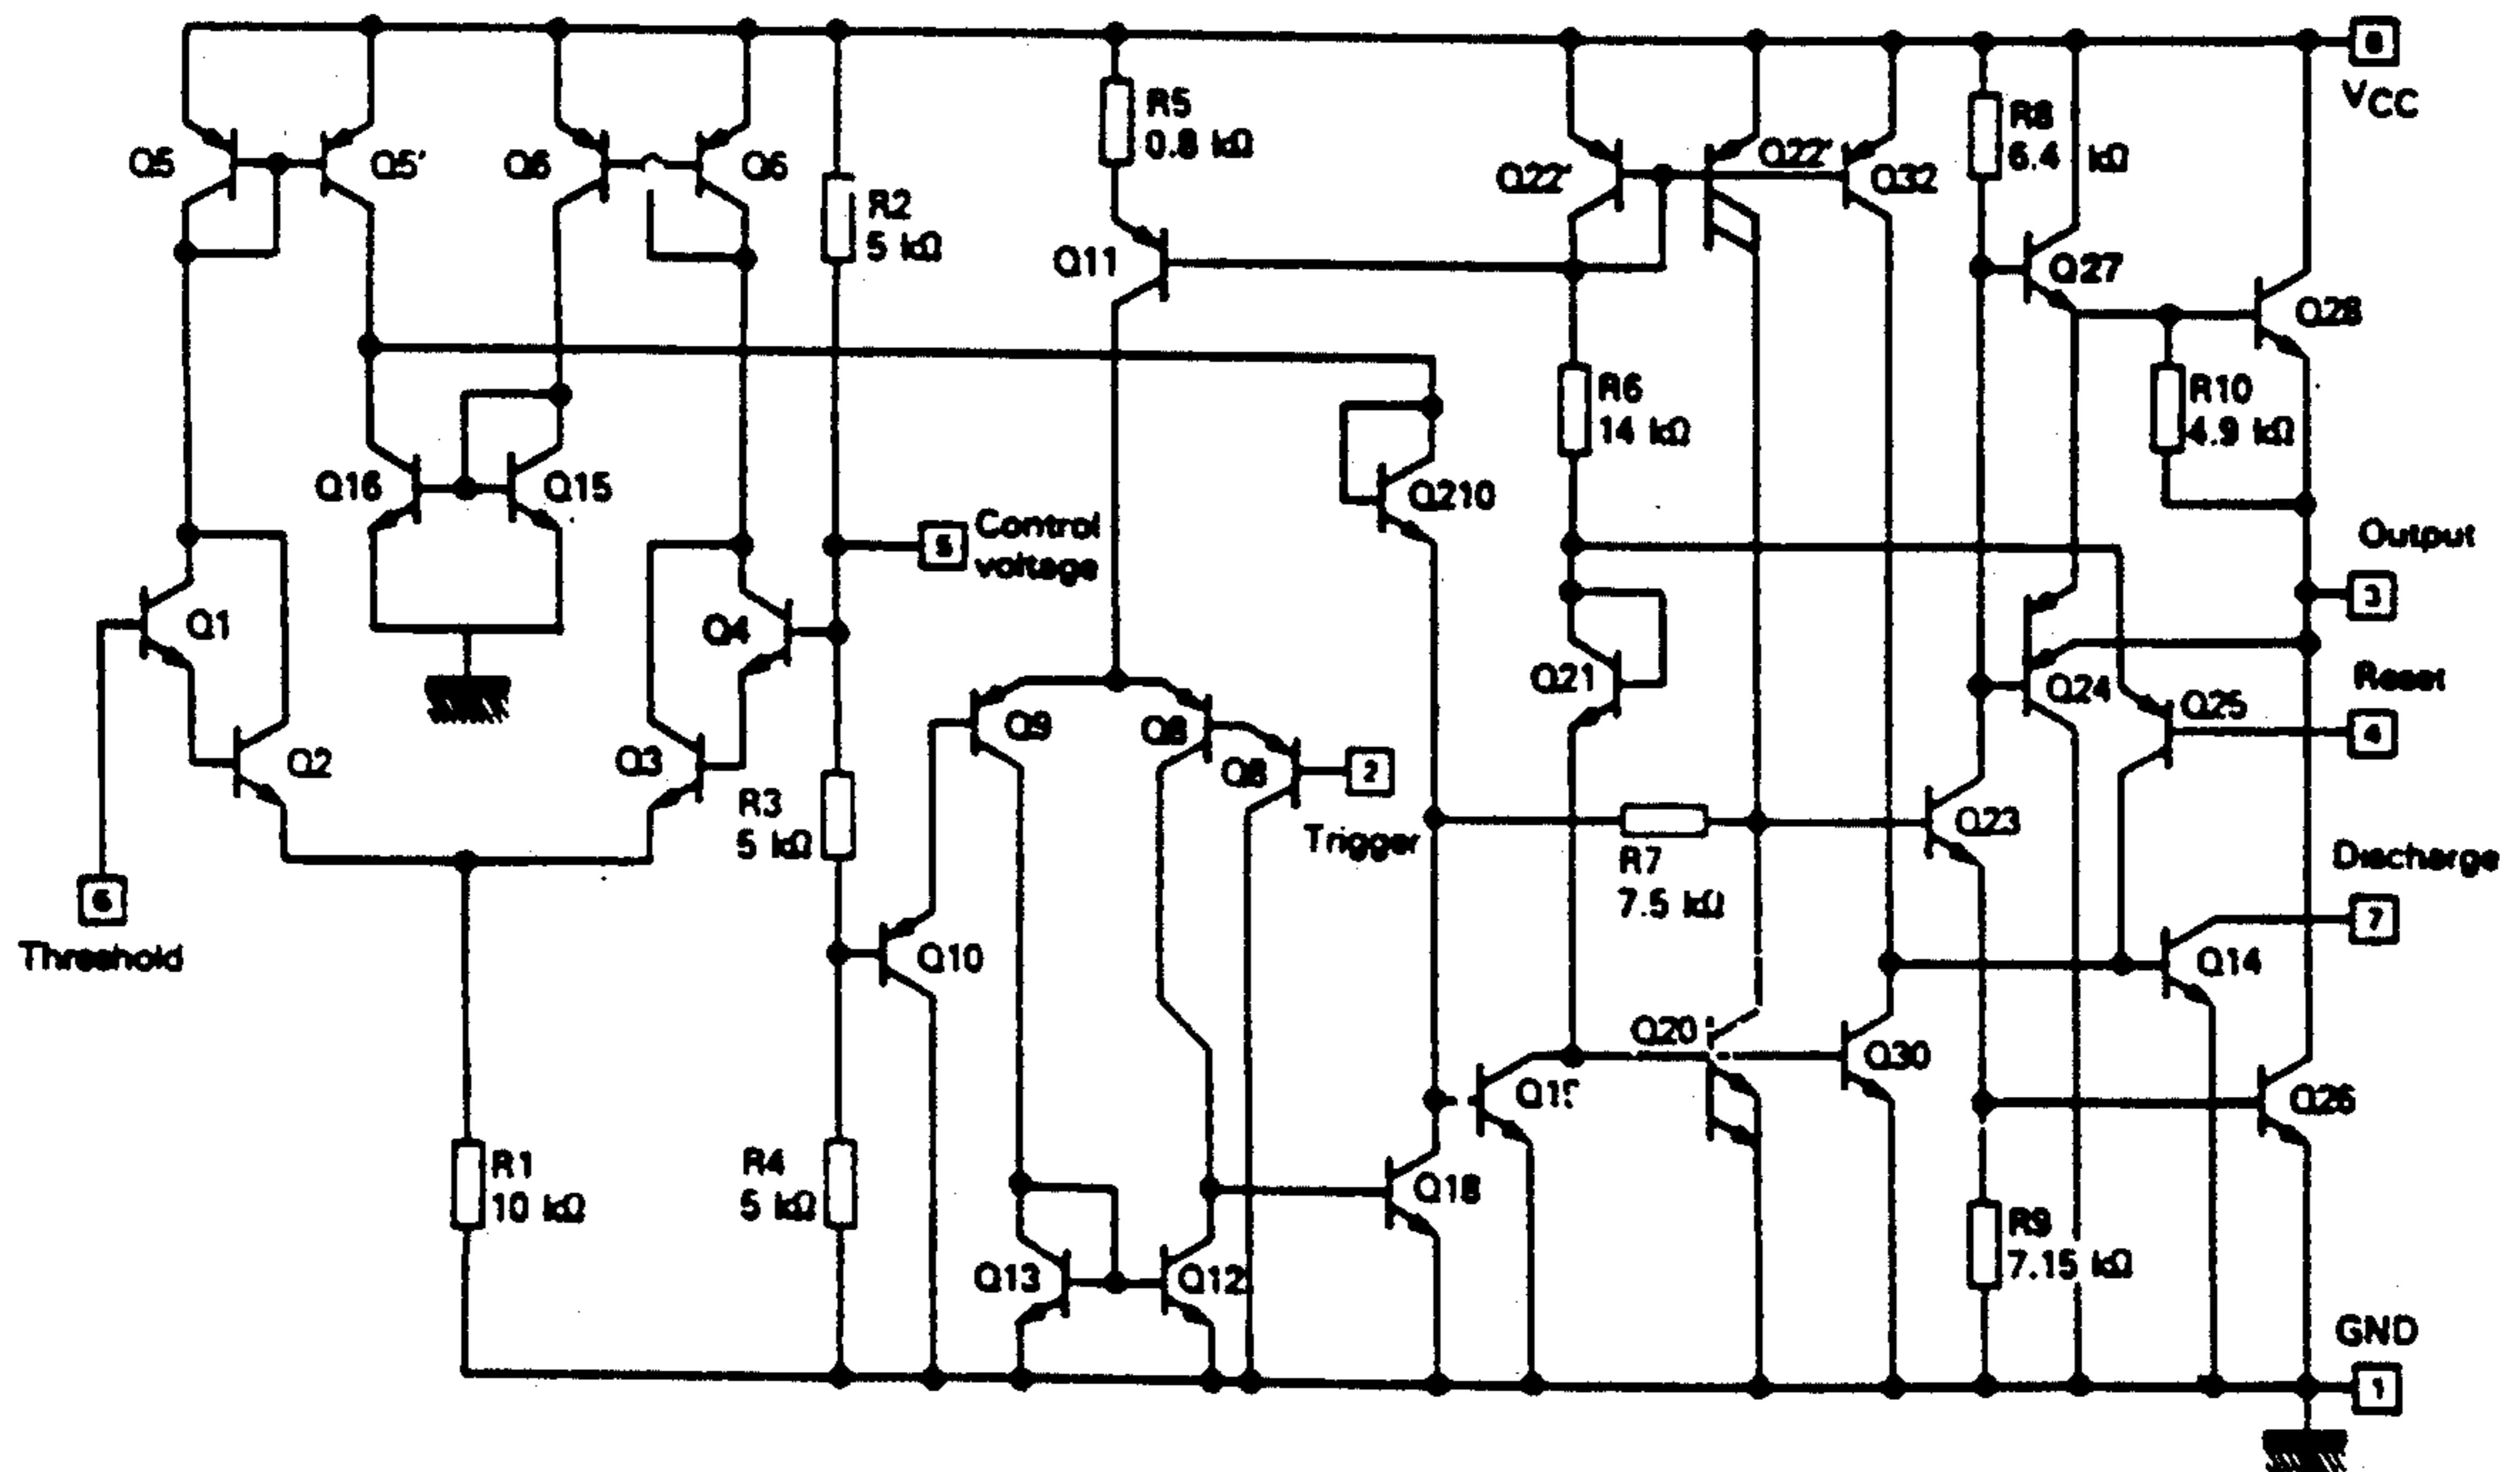 8
VCC
R5
0.8 kΩ
R8
6.4 kΩ
Q5
Q5'
Q6
Q6
Q22'
Q22'
Q32
R2
5 kΩ
Q11
Q27
Q28
R6
14 kΩ
R10
4.9 kΩ
Q16
Q15
Q210
5
Control
voltage
Output
3
Q1
Q4
Q21
Q24
Reset
Q25
4
Q2
Q3
Q9
Q8
Q8
2
Trigger
R3
5 kΩ
Q23
R7
7.5 kΩ
Discharge
7
6
Threshold
Q10
Q14
Q20
Q30
Q26
R1
10 kΩ
R4
5 kΩ
Q18
R9
7.15 kΩ
Q13
Q12
GND
1